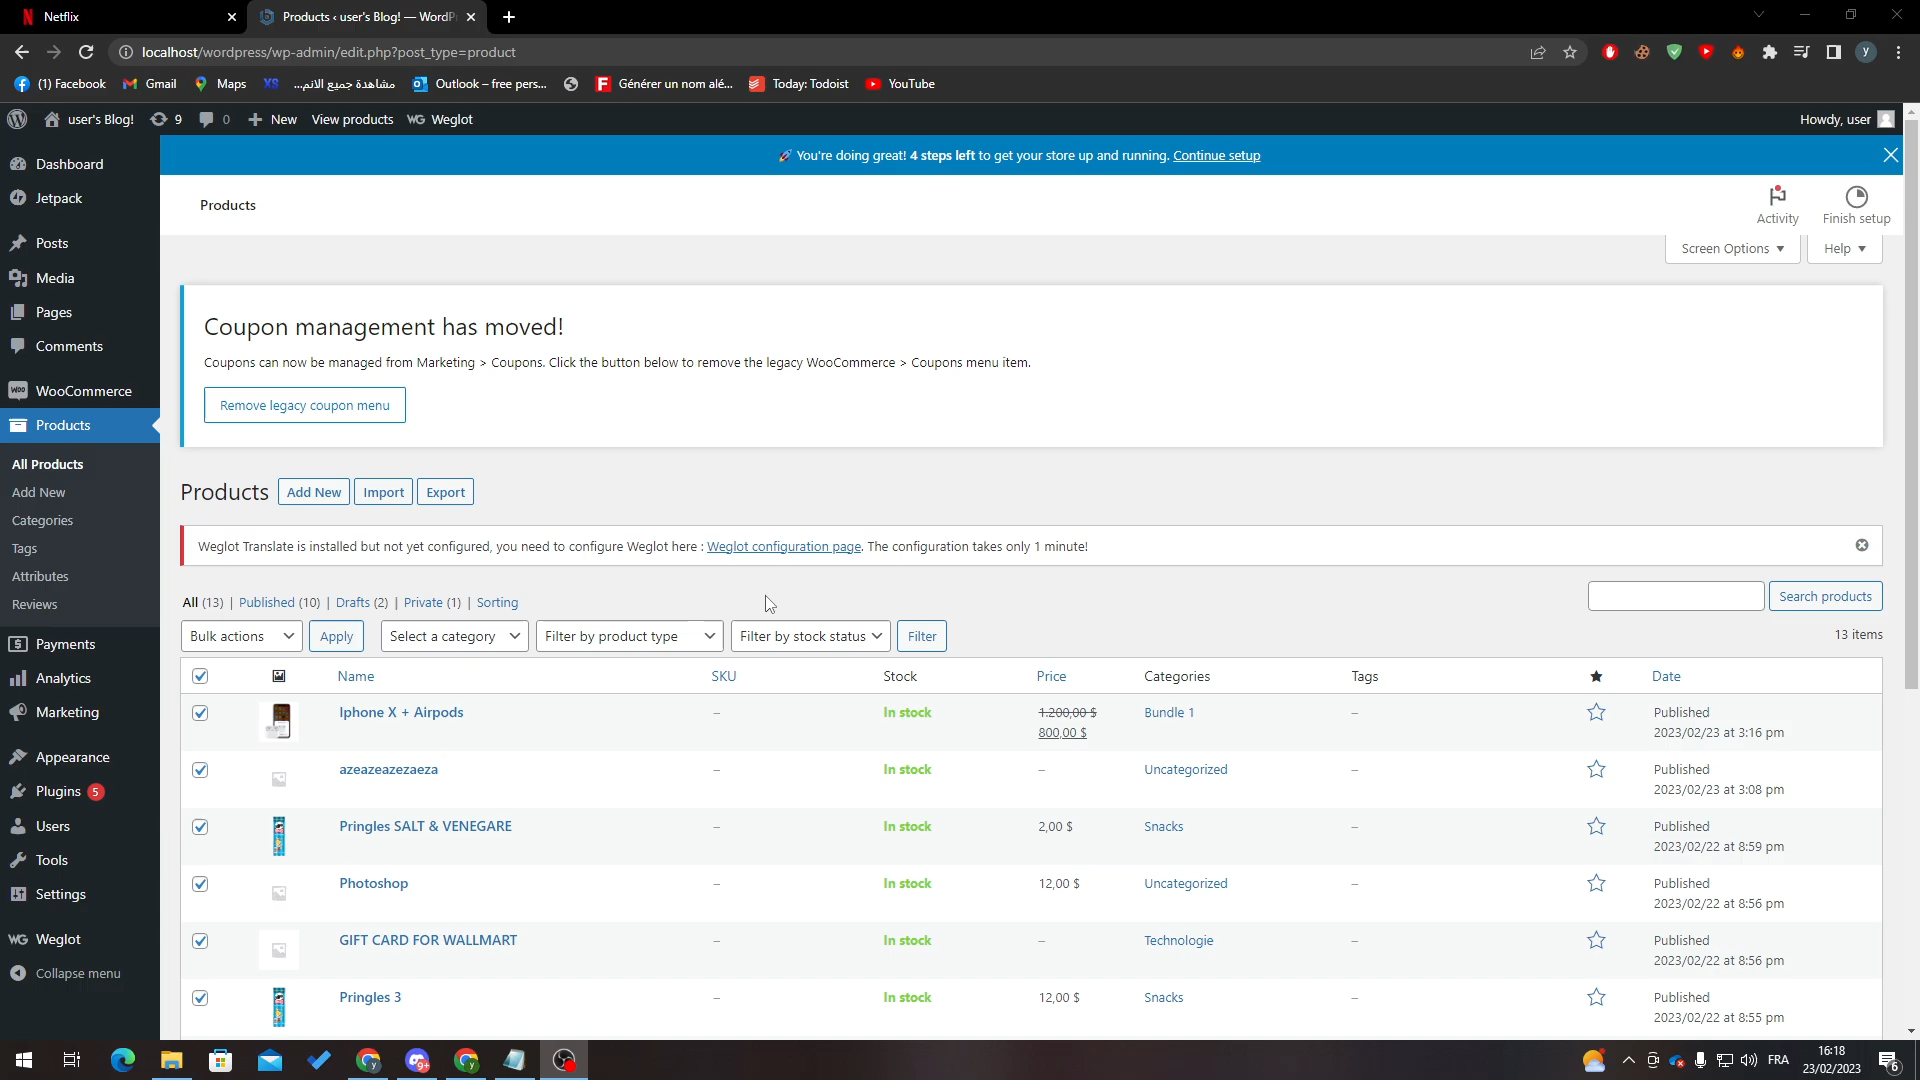 Netflix
Products ‹ user's Blog! — WordPr
localhost/wordpress/wp-admin/edit.php?post_type=product
y
(1) Facebook
Gmail
Maps
XS
مشاهدة جميع الانم...
Outlook – free pers...
Générer un nom alé...
Today: Todoist
YouTube
user's Blog!
9
0
New
View products
WG Weglot
Howdy, user
You're doing great! 4 steps left to get your store up and running. Continue setup
Dashboard
Jetpack
Posts
Media
Pages
Comments
WooCommerce
Products
All Products
Add New
Categories
Tags
Attributes
Reviews
Payments
Analytics
Marketing
Appearance
Plugins 5
Users
Tools
Settings
WG Weglot
Collapse menu
Products
Activity
Finish setup
Screen Options
Help
Coupon management has moved!
Coupons can now be managed from Marketing > Coupons. Click the button below to remove the legacy WooCommerce > Coupons menu item.
Remove legacy coupon menu
Products
Add New
Import
Export
Weglot Translate is installed but not yet configured, you need to configure Weglot here : Weglot configuration page. The configuration takes only 1 minute!
All (13) | Published (10) | Drafts (2) | Private (1) | Sorting
Search products
Bulk actions
Apply
Select a category
Filter by product type
Filter by stock status
Filter
13 items
Name
SKU
Stock
Price
Categories
Tags
Date
Iphone X + Airpods
–
In stock
1.200,00 $
800,00 $
Bundle 1
–
Published
2023/02/23 at 3:16 pm
azeazeazezaeza
–
In stock
–
Uncategorized
–
Published
2023/02/23 at 3:08 pm
Pringles SALT & VENEGARE
–
In stock
2,00 $
Snacks
–
Published
2023/02/22 at 8:59 pm
Photoshop
–
In stock
12,00 $
Uncategorized
–
Published
2023/02/22 at 8:56 pm
GIFT CARD FOR WALLMART
–
In stock
–
Technologie
–
Published
2023/02/22 at 8:56 pm
Pringles 3
–
In stock
12,00 $
Snacks
–
Published
2023/02/22 at 8:55 pm
9+
FRA
16:18
23/02/2023
6